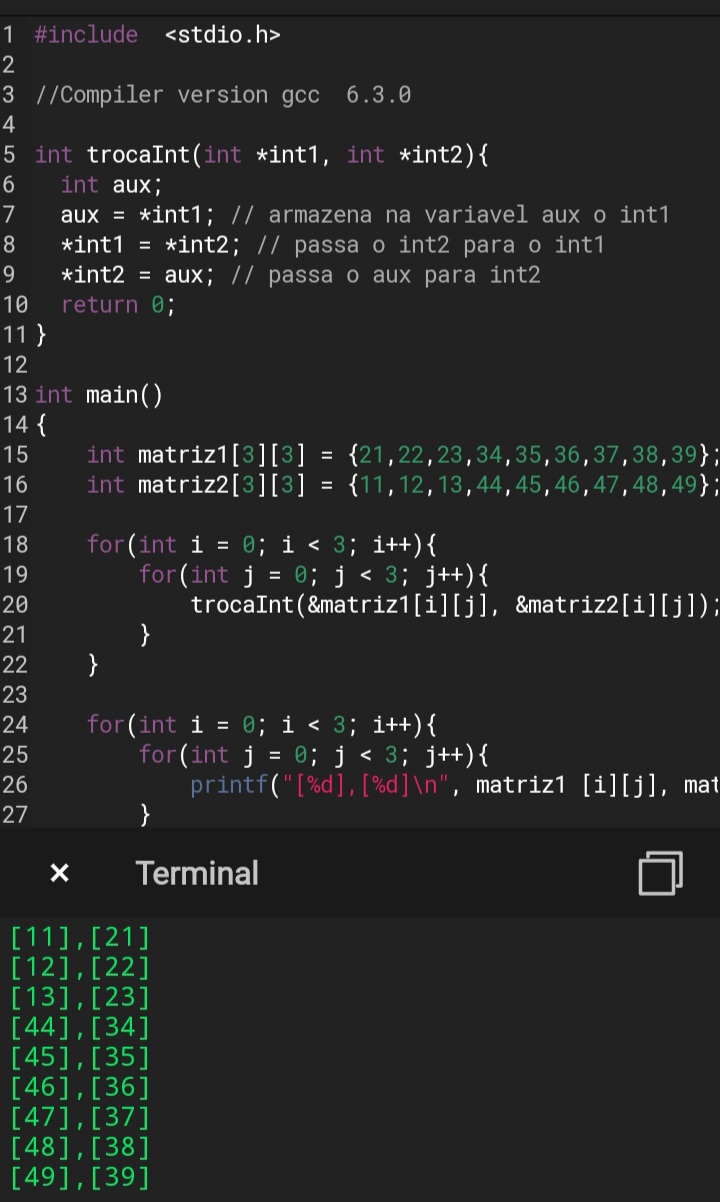 1 #include  <stdio.h>
2
3 //Compiler version gcc  6.3.0
4
5 int trocaInt(int *int1, int *int2){
6   int aux;
7   aux = *int1; // armazena na variavel aux o int1
8   *int1 = *int2; // passa o int2 para o int1
9   *int2 = aux; // passa o aux para int2
10   return 0;
11 }
12
13 int main()
14 {
15     int matriz1[3][3] = {21,22,23,34,35,36,37,38,39};
16     int matriz2[3][3] = {11,12,13,44,45,46,47,48,49};
17
18     for(int i = 0; i < 3; i++){
19         for(int j = 0; j < 3; j++){
20             trocaInt(&matriz1[i][j], &matriz2[i][j]);
21         }
22     }
23
24     for(int i = 0; i < 3; i++){
25         for(int j = 0; j < 3; j++){
26             printf("[%d],[%d]\n", matriz1 [i][j], mat
27         }
× Terminal
[11],[21]
[12],[22]
[13],[23]
[44],[34]
[45],[35]
[46],[36]
[47],[37]
[48],[38]
[49],[39]